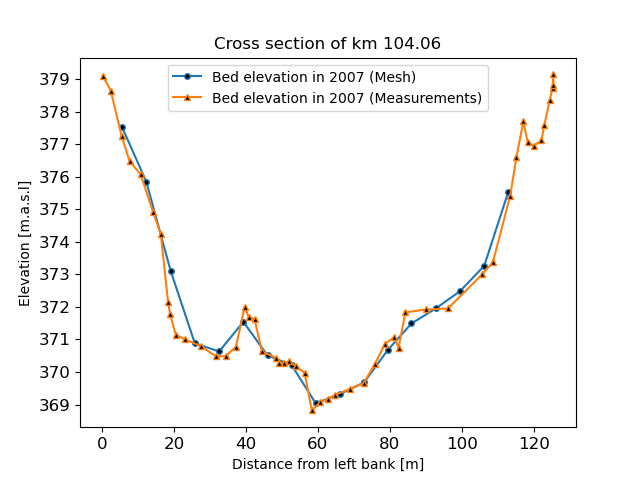 Cross section of km 104.06
Bed elevation in 2007 (Mesh)
Bed elevation in 2007 (Measurements)
Elevation [m.a.s.l]
379
378
377
376
375
374
373
372
371
370
369
0 20 40 60 80 100 120
Distance from left bank [m]